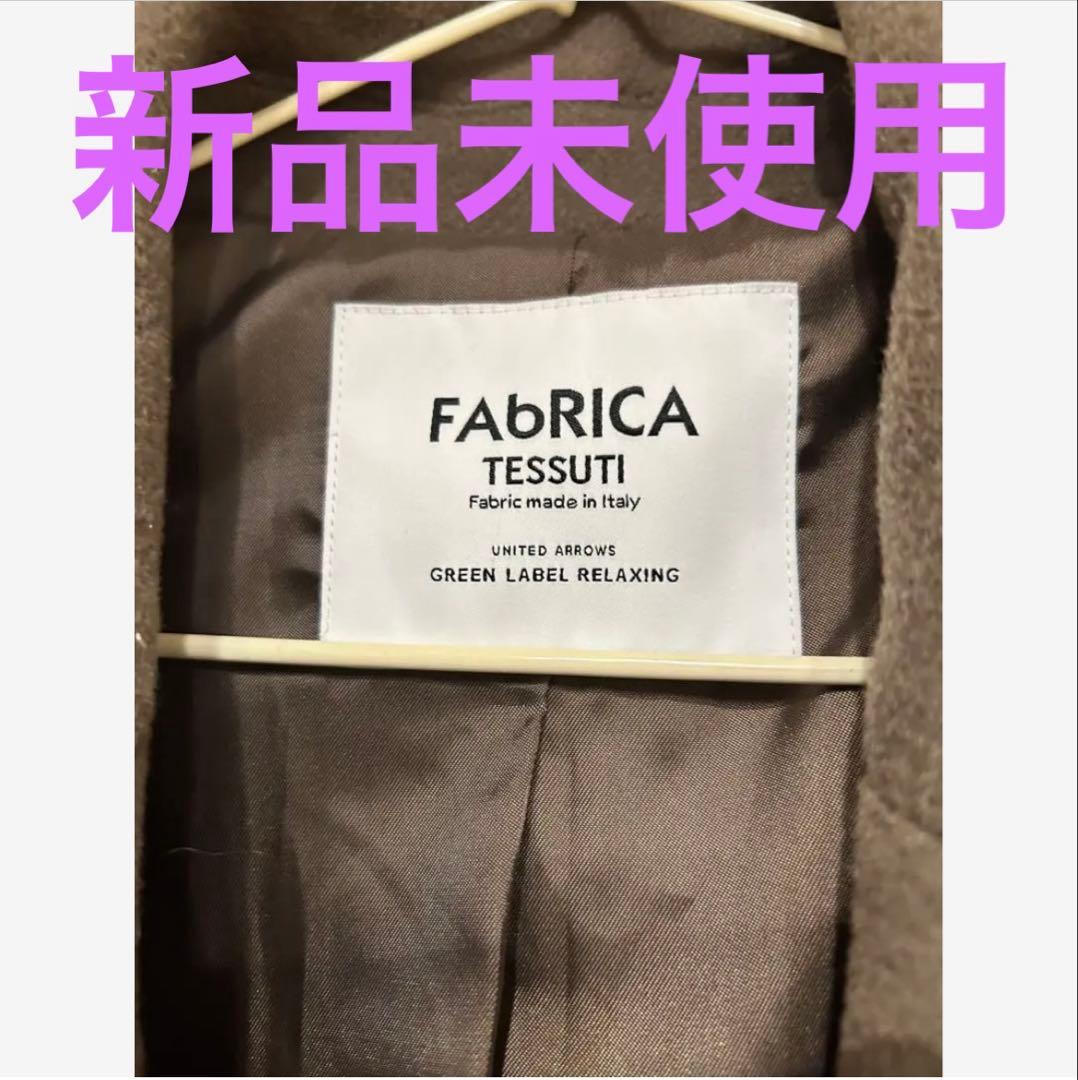 新品未使用
FAbRICA
TESSUTI
Fabric made in Italy
UNITED ARROWS
GREEN LABEL RELAXING